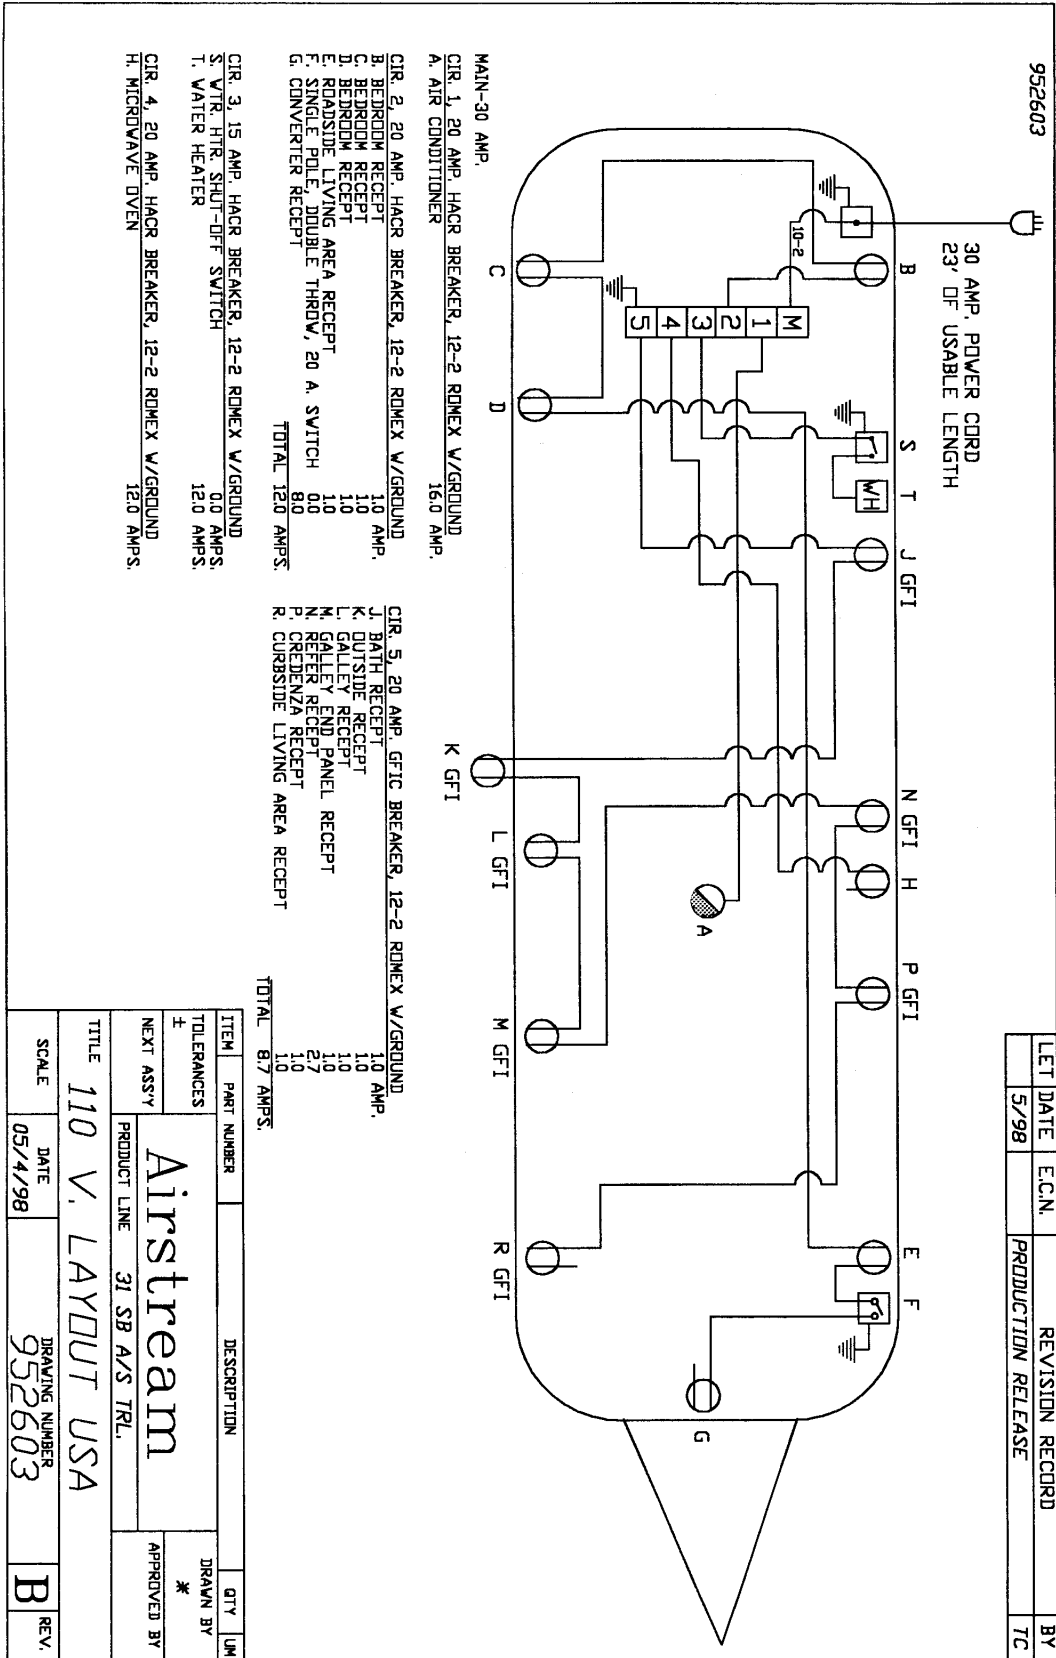 952603
30 AMP. POWER CORD
23' OF USABLE LENGTH
LET DATE E.C.N. REVISION RECORD BY
5/98 PRODUCTION RELEASE TC
B
S
T
J GFI
N GFI
H
P GFI
E
F
10-2
M 1 2 3 4 5
WH
A
G
C
D
K GFI
L GFI
M GFI
R GFI
MAIN-30 AMP.
CIR. 1, 20 AMP. HACR BREAKER, 12-2 ROMEX W/GROUND
A. AIR CONDITIONER 16.0 AMP.
CIR. 2, 20 AMP. HACR BREAKER, 12-2 ROMEX W/GROUND
B. BEDROOM RECEPT 1.0 AMP.
C. BEDROOM RECEPT 1.0
D. BEDROOM RECEPT 1.0
E. ROADSIDE LIVING AREA RECEPT 1.0
F. SINGLE POLE, DOUBLE THROW, 20 A. SWITCH 0.0
G. CONVERTER RECEPT 8.0
TOTAL 12.0 AMPS.
CIR. 3, 15 AMP. HACR BREAKER, 12-2 ROMEX W/GROUND
S. WTR. HTR. SHUT-OFF SWITCH 0.0 AMPS.
T. WATER HEATER 12.0 AMPS.
CIR. 4, 20 AMP. HACR BREAKER, 12-2 ROMEX W/GROUND
H. MICROWAVE OVEN 12.0 AMPS.
CIR. 5, 20 AMP. GFIC BREAKER, 12-2 ROMEX W/GROUND
J. BATH RECEPT 1.0 AMP.
K. OUTSIDE RECEPT 1.0
L. GALLEY RECEPT 1.0
M. GALLEY END PANEL RECEPT 1.0
N. REFER RECEPT 2.7
P. CREDENZA RECEPT 1.0
R. CURBSIDE LIVING AREA RECEPT 1.0
TOTAL 8.7 AMPS.
ITEM PART NUMBER DESCRIPTION QTY UM
TOLERANCES
±
Airstream
DRAWN BY
*
NEXT ASS'Y
PRODUCT LINE 31 SB A/S TRL.
APPROVED BY
TITLE 110 V. LAYOUT USA
SCALE
DATE
05/4/98
DRAWING NUMBER
952603
B
REV.